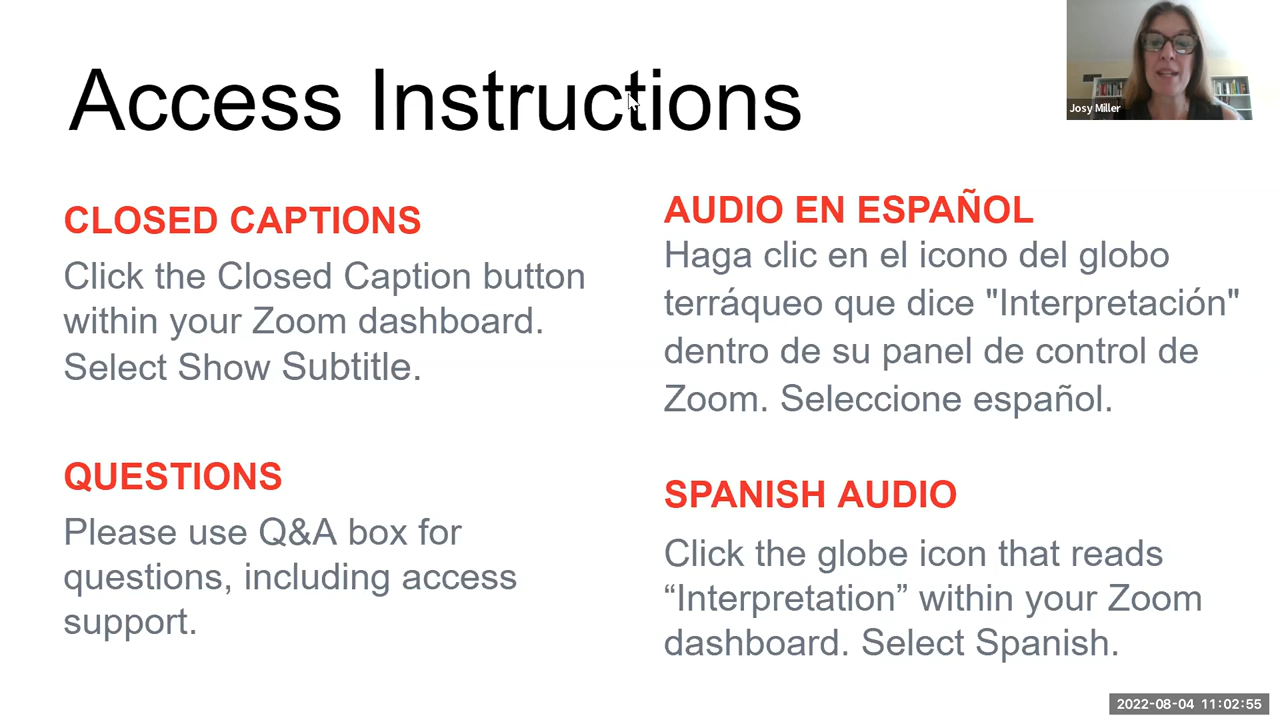 Access Instructions
Josy Miller
CLOSED CAPTIONS
Click the Closed Caption button
within your Zoom dashboard.
Select Show Subtitle.
QUESTIONS
Please use Q&A box for
questions, including access
support.
AUDIO EN ESPAÑOL
Haga clic en el icono del globo
terráqueo que dice "Interpretación"
dentro de su panel de control de
Zoom. Seleccione español.
SPANISH AUDIO
Click the globe icon that reads
“Interpretation” within your Zoom
dashboard. Select Spanish.
2022-08-04 11:02:55